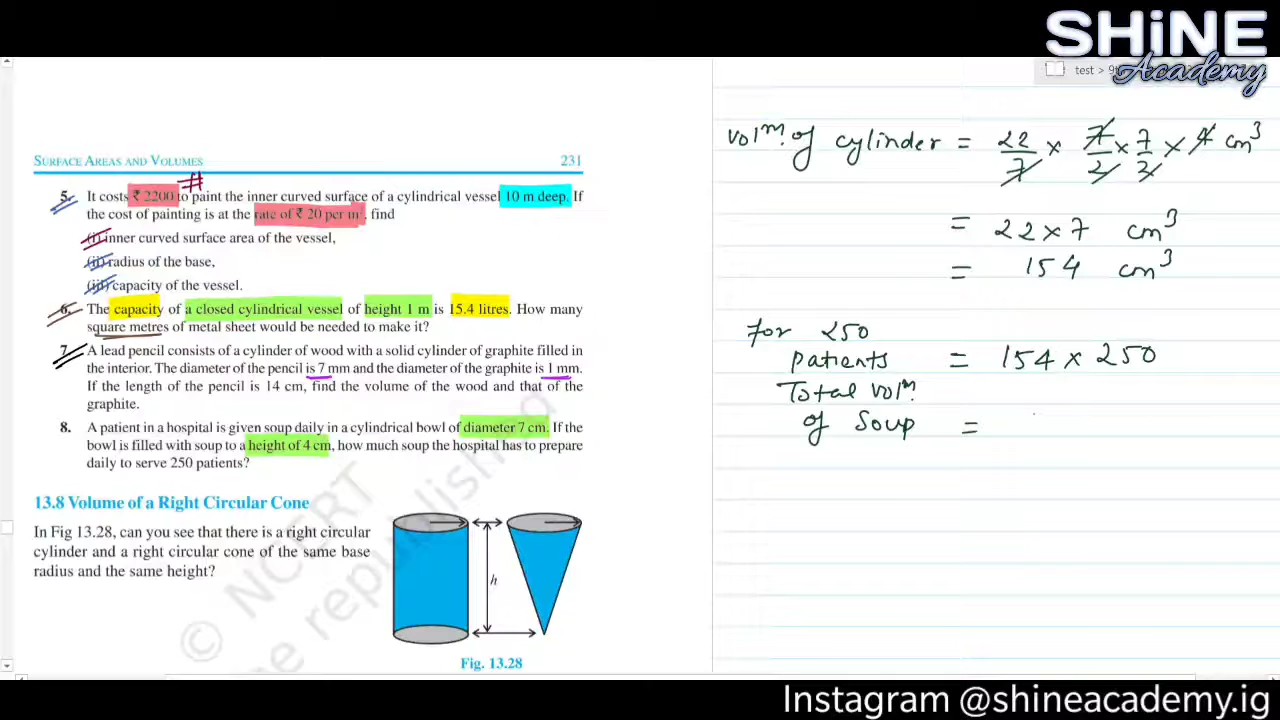 SHiNE
Academy
test > 9t
SURFACE AREAS AND VOLUMES 231
5. It costs ₹ 2200 to paint the inner curved surface of a cylindrical vessel 10 m deep. If
the cost of painting is at the rate of ₹ 20 per m², find
(i) inner curved surface area of the vessel,
(ii) radius of the base,
(iii) capacity of the vessel.
6. The capacity of a closed cylindrical vessel of height 1 m is 15.4 litres. How many
square metres of metal sheet would be needed to make it?
7. A lead pencil consists of a cylinder of wood with a solid cylinder of graphite filled in
the interior. The diameter of the pencil is 7 mm and the diameter of the graphite is 1 mm.
If the length of the pencil is 14 cm, find the volume of the wood and that of the
graphite.
8. A patient in a hospital is given soup daily in a cylindrical bowl of diameter 7 cm. If the
bowl is filled with soup to a height of 4 cm, how much soup the hospital has to prepare
daily to serve 250 patients?
13.8 Volume of a Right Circular Cone
In Fig 13.28, can you see that there is a right circular
cylinder and a right circular cone of the same base
radius and the same height?
h
Fig. 13.28
© NCERT
be republished
Volm. of cylinder = 22/7 × 7/2 × 7/2 × 4 cm³
= 22 × 7 cm³
= 154 cm³
for 250
patients = 154 × 250
Total volm.
of Soup =
Instagram @shineacademy.ig